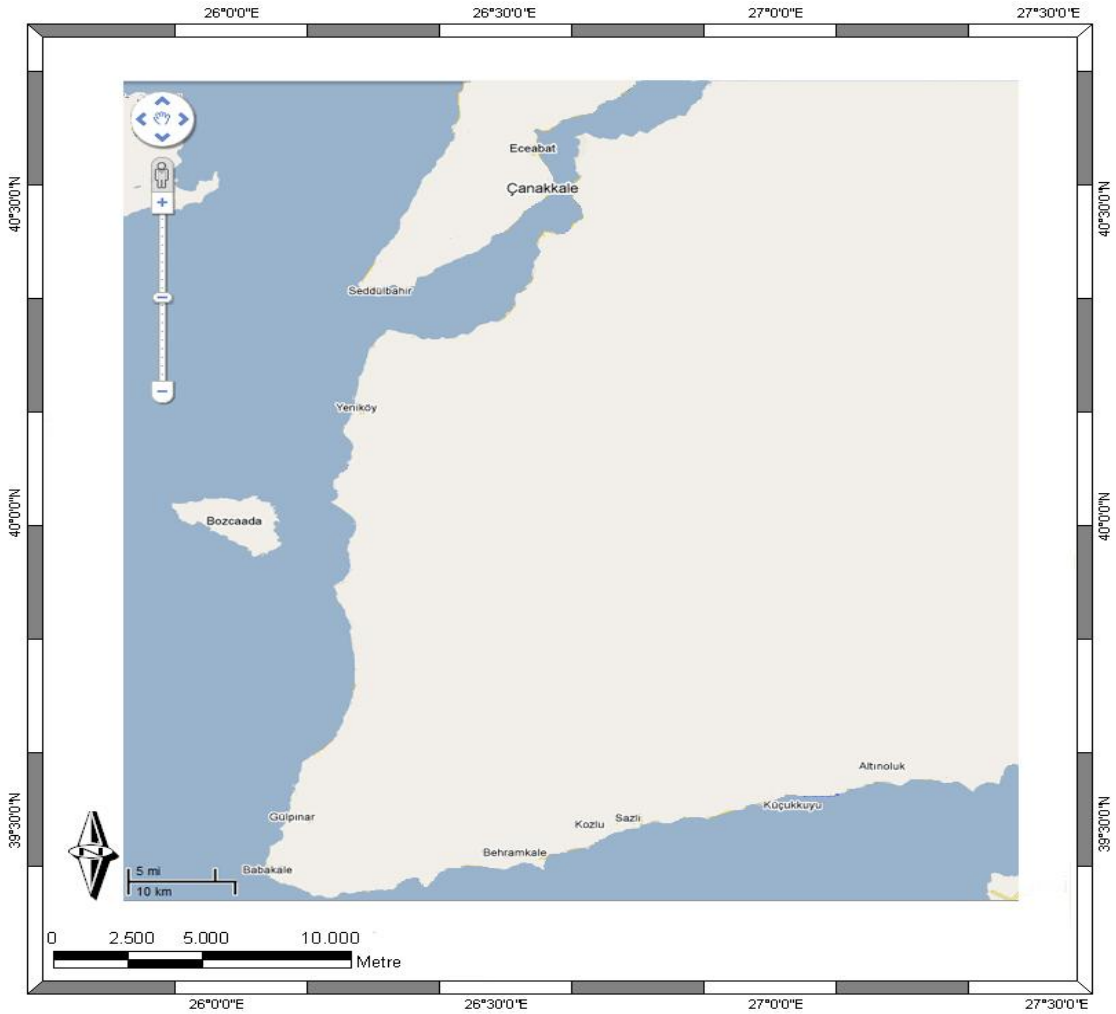 26°0'0"E 26°30'0"E 27°0'0"E 27°30'0"E
Eceabat
Çanakkale
40°30'0"N 40°30'0"N
Seddülbahir
Yeniköy
Bozcaada
40°0'0"N 40°0'0"N
Altınoluk
Küçükkuyu
39°30'0"N 39°30'0"N
Gülpınar
Sazlı
Kozlu
Behramkale
N
Babakale
5 mi
10 km
0 2.500 5.000 10.000
Metre
26°0'0"E 26°30'0"E 27°0'0"E 27°30'0"E